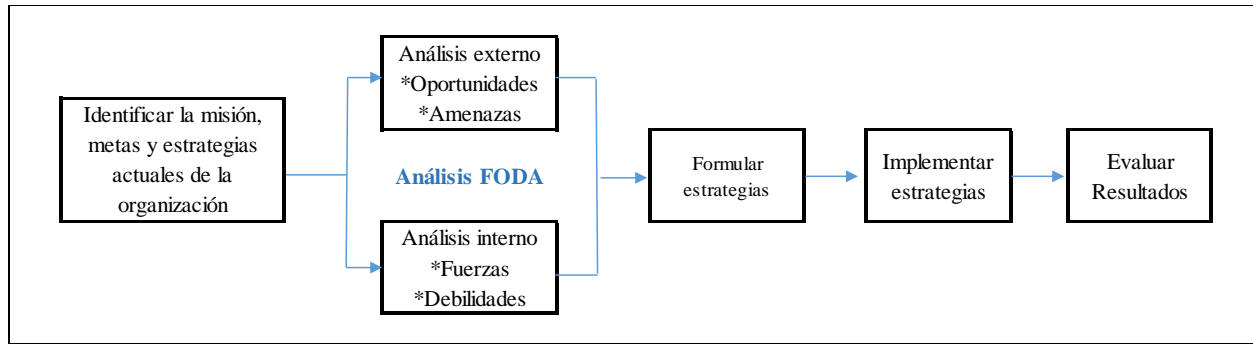 Identificar la misión,
metas y estrategias
actuales de la
organización
Análisis externo
*Oportunidades
*Amenazas
Análisis FODA
Análisis interno
*Fuerzas
*Debilidades
Formular
estrategias
Implementar
estrategias
Evaluar
Resultados